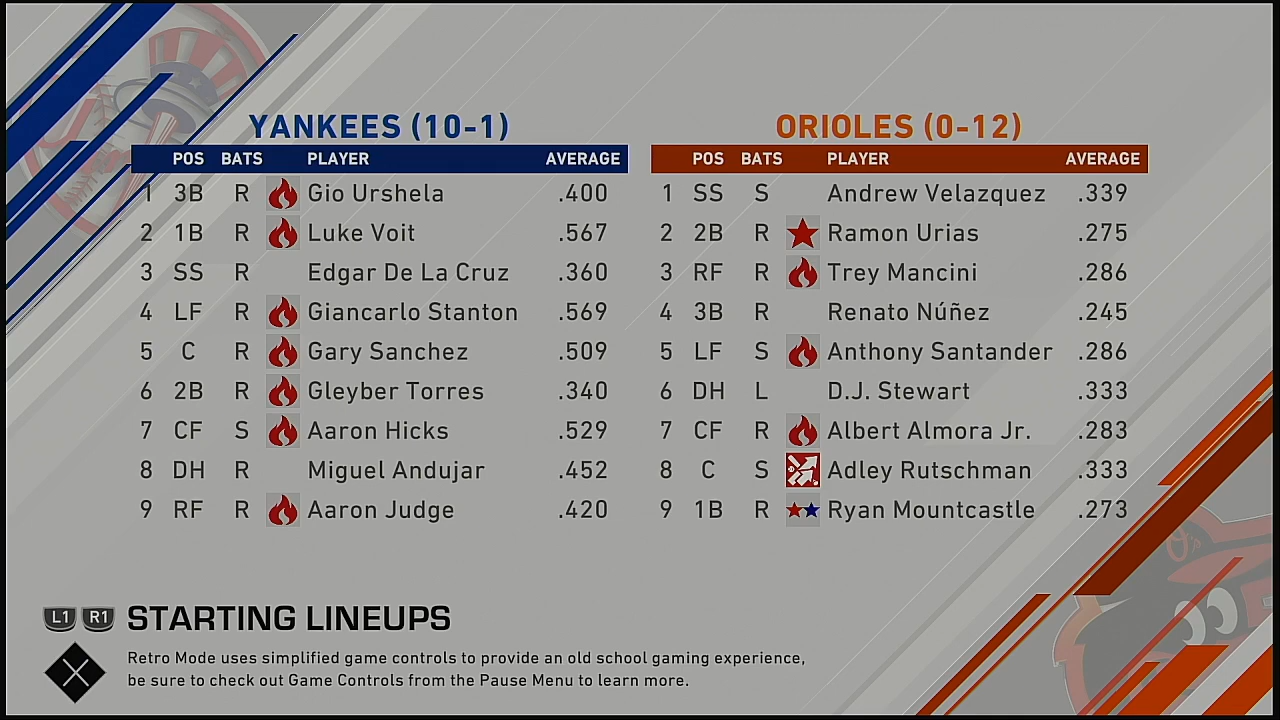 YANKEES (10-1)
POS BATS PLAYER AVERAGE
1 3B R Gio Urshela .400
2 1B R Luke Voit .567
3 SS R Edgar De La Cruz .360
4 LF R Giancarlo Stanton .569
5 C R Gary Sanchez .509
6 2B R Gleyber Torres .340
7 CF S Aaron Hicks .529
8 DH R Miguel Andujar .452
9 RF R Aaron Judge .420
ORIOLES (0-12)
POS BATS PLAYER AVERAGE
1 SS S Andrew Velazquez .339
2 2B R Ramon Urias .275
3 RF R Trey Mancini .286
4 3B R Renato Núñez .245
5 LF S Anthony Santander .286
6 DH L D.J. Stewart .333
7 CF R Albert Almora Jr. .283
8 C S Adley Rutschman .333
9 1B R Ryan Mountcastle .273
L1 R1 STARTING LINEUPS
Retro Mode uses simplified game controls to provide an old school gaming experience,
be sure to check out Game Controls from the Pause Menu to learn more.